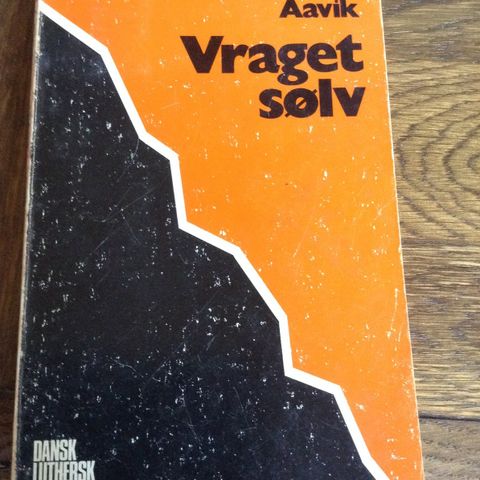 Aavik
Vraget
sølv
DANSK
LUTHERSK